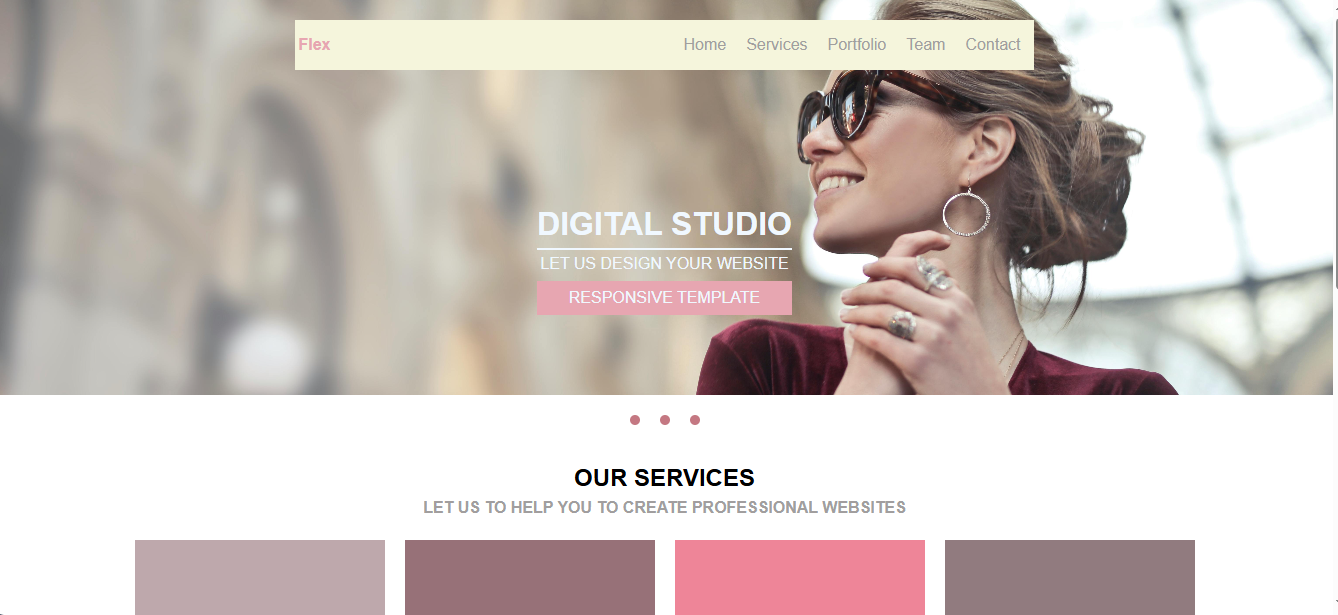 Flex
Home Services Portfolio Team Contact
DIGITAL STUDIO
LET US DESIGN YOUR WEBSITE
RESPONSIVE TEMPLATE
OUR SERVICES
LET US TO HELP YOU TO CREATE PROFESSIONAL WEBSITES